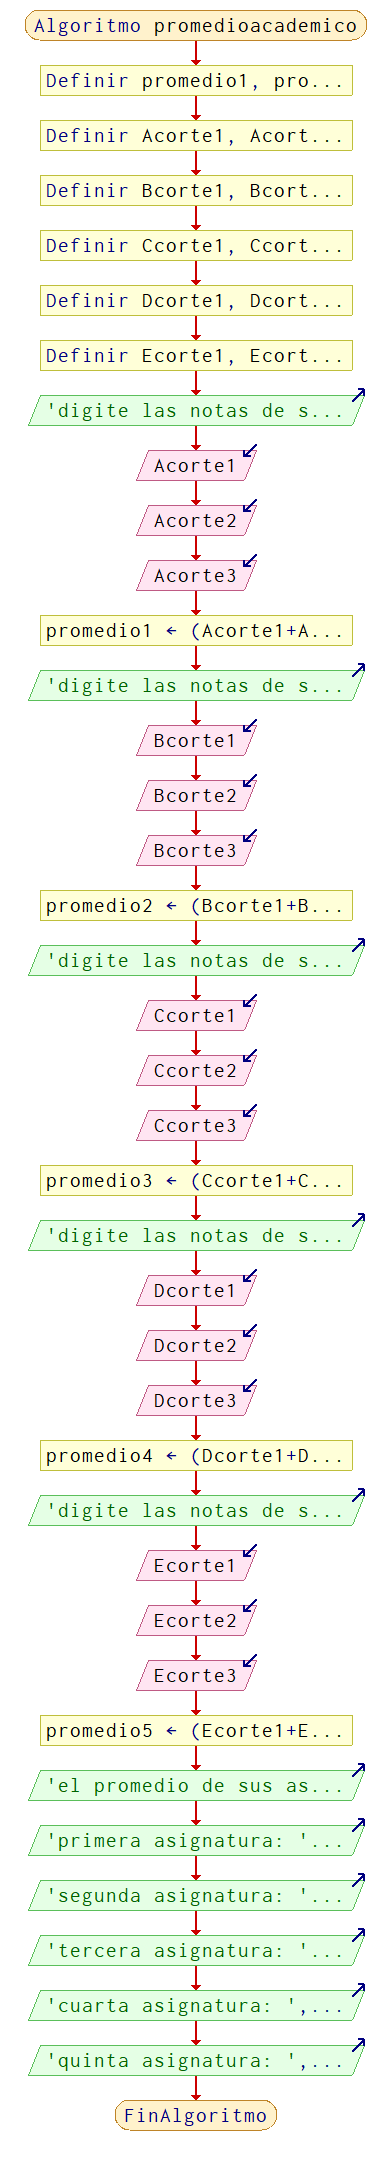 Algoritmo promedioacademico
Definir promedio1, pro...
Definir Acorte1, Acort...
Definir Bcorte1, Bcort...
Definir Ccorte1, Ccort...
Definir Dcorte1, Dcort...
Definir Ecorte1, Ecort...
'digite las notas de s...
Acorte1
Acorte2
Acorte3
promedio1 ← (Acorte1+A...
'digite las notas de s...
Bcorte1
Bcorte2
Bcorte3
promedio2 ← (Bcorte1+B...
'digite las notas de s...
Ccorte1
Ccorte2
Ccorte3
promedio3 ← (Ccorte1+C...
'digite las notas de s...
Dcorte1
Dcorte2
Dcorte3
promedio4 ← (Dcorte1+D...
'digite las notas de s...
Ecorte1
Ecorte2
Ecorte3
promedio5 ← (Ecorte1+E...
'el promedio de sus as...
'primera asignatura: '...
'segunda asignatura: '...
'tercera asignatura: '...
'cuarta asignatura: ',...
'quinta asignatura: ',...
FinAlgoritmo